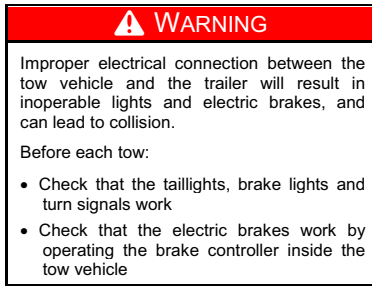 WARNING
Improper electrical connection between the
tow vehicle and the trailer will result in
inoperable lights and electric brakes, and
can lead to collision.
Before each tow:
• Check that the taillights, brake lights and
turn signals work
• Check that the electric brakes work by
operating the brake controller inside the
tow vehicle